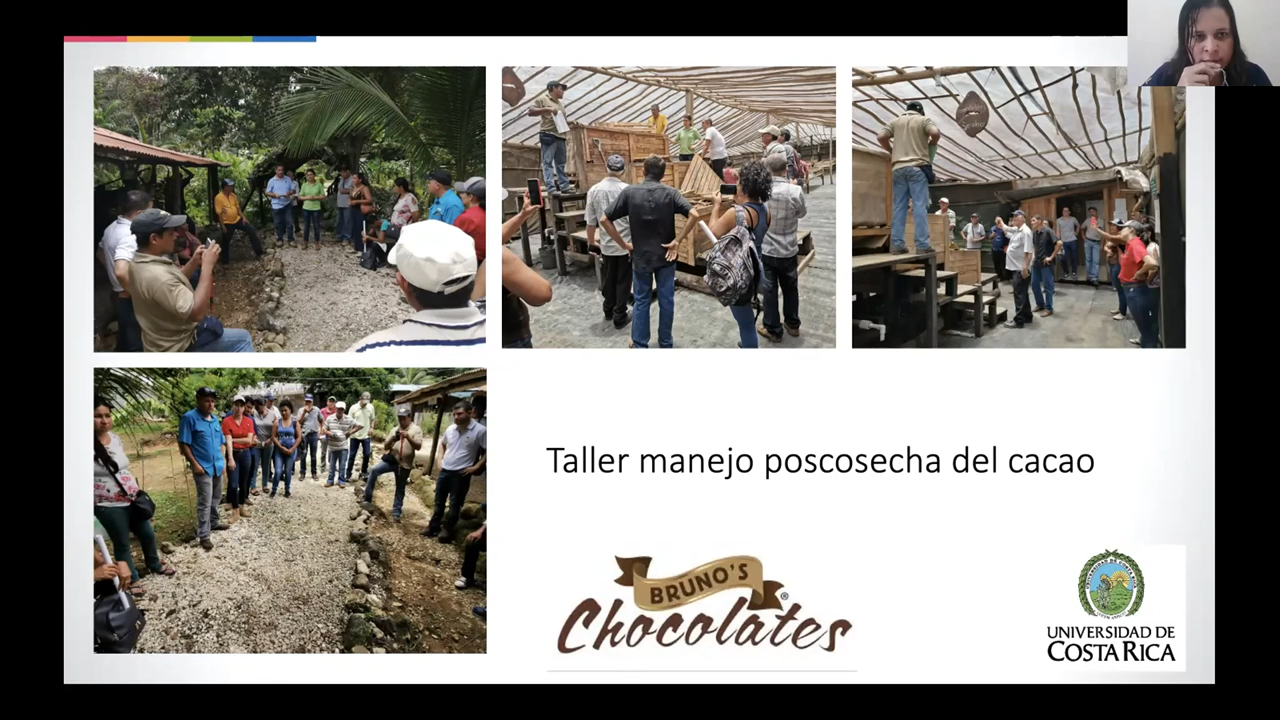 Taller manejo poscosecha del cacao
BRUNO'S
Chocolates®
UNIVERSIDAD DE
COSTA RICA